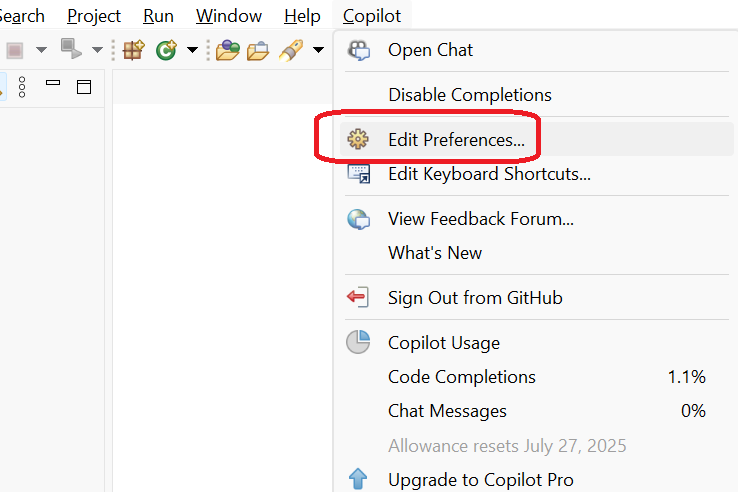 Search Project Run Window Help Copilot
Open Chat
Disable Completions
Edit Preferences...
Edit Keyboard Shortcuts...
View Feedback Forum...
What's New
Sign Out from GitHub
Copilot Usage
Code Completions 1.1%
Chat Messages 0%
Allowance resets July 27, 2025
Upgrade to Copilot Pro